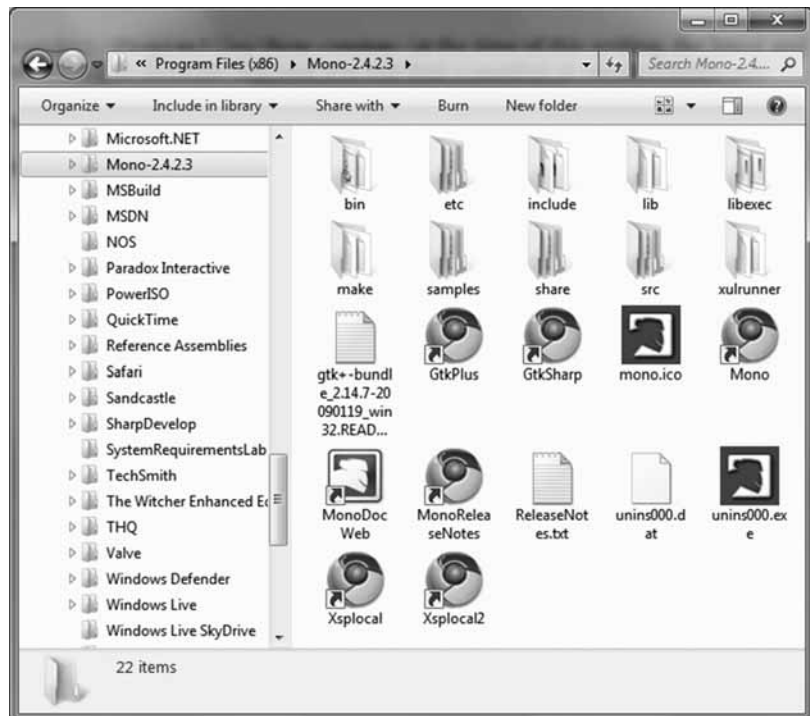 « Program Files (x86) ▸ Mono-2.4.2.3 ▸
Search Mono-2.4....
Organize ▾ Include in library ▾ Share with ▾ Burn New folder
Microsoft.NET
Mono-2.4.2.3
MSBuild
MSDN
NOS
Paradox Interactive
PowerISO
QuickTime
Reference Assemblies
Safari
Sandcastle
SharpDevelop
SystemRequirementsLab
TechSmith
The Witcher Enhanced Ec
THQ
Valve
Windows Defender
Windows Live
Windows Live SkyDrive
bin etc include lib libexec
make samples share src xulrunner
gtk+-bundl
e_2.14.7-20
090119_win
32.READ...
GtkPlus
GtkSharp
mono.ico
Mono
MonoDoc
Web
MonoRelea
seNotes
ReleaseNot
es.txt
unins000.d
at
unins000.ex
e
Xsplocal
Xsplocal2
22 items